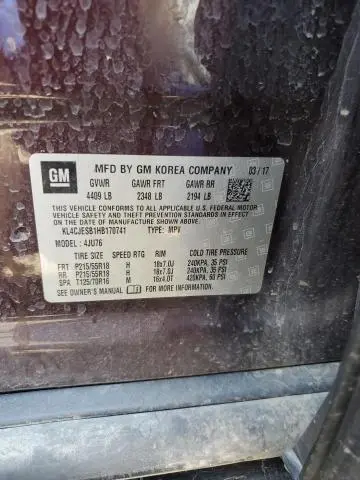 GM
MFD BY GM KOREA COMPANY 03/17
GVWR GAWR FRT GAWR RR
4409 LB 2348 LB 2194 LB
THIS VEHICLE CONFORMS TO ALL APPLICABLE U.S. FEDERAL MOTOR
VEHICLE SAFETY AND THEFT PREVENTION STANDARDS IN EFFECT ON
THE DATE OF MANUFACTURE SHOWN ABOVE.
KL4CJESB1HB170741 TYPE: MPV
MODEL: 4JU76
TIRE SIZE SPEED RTG RIM COLD TIRE PRESSURE
FRT P215/55R18 H 18x7.0J 240KPA, 35 PSI
RR P215/55R18 H 18x7.0J 240KPA, 35 PSI
SPA T125/70R16 M 16x4.0T 420KPA, 60 PSI
SEE OWNER'S MANUAL FOR MORE INFORMATION.